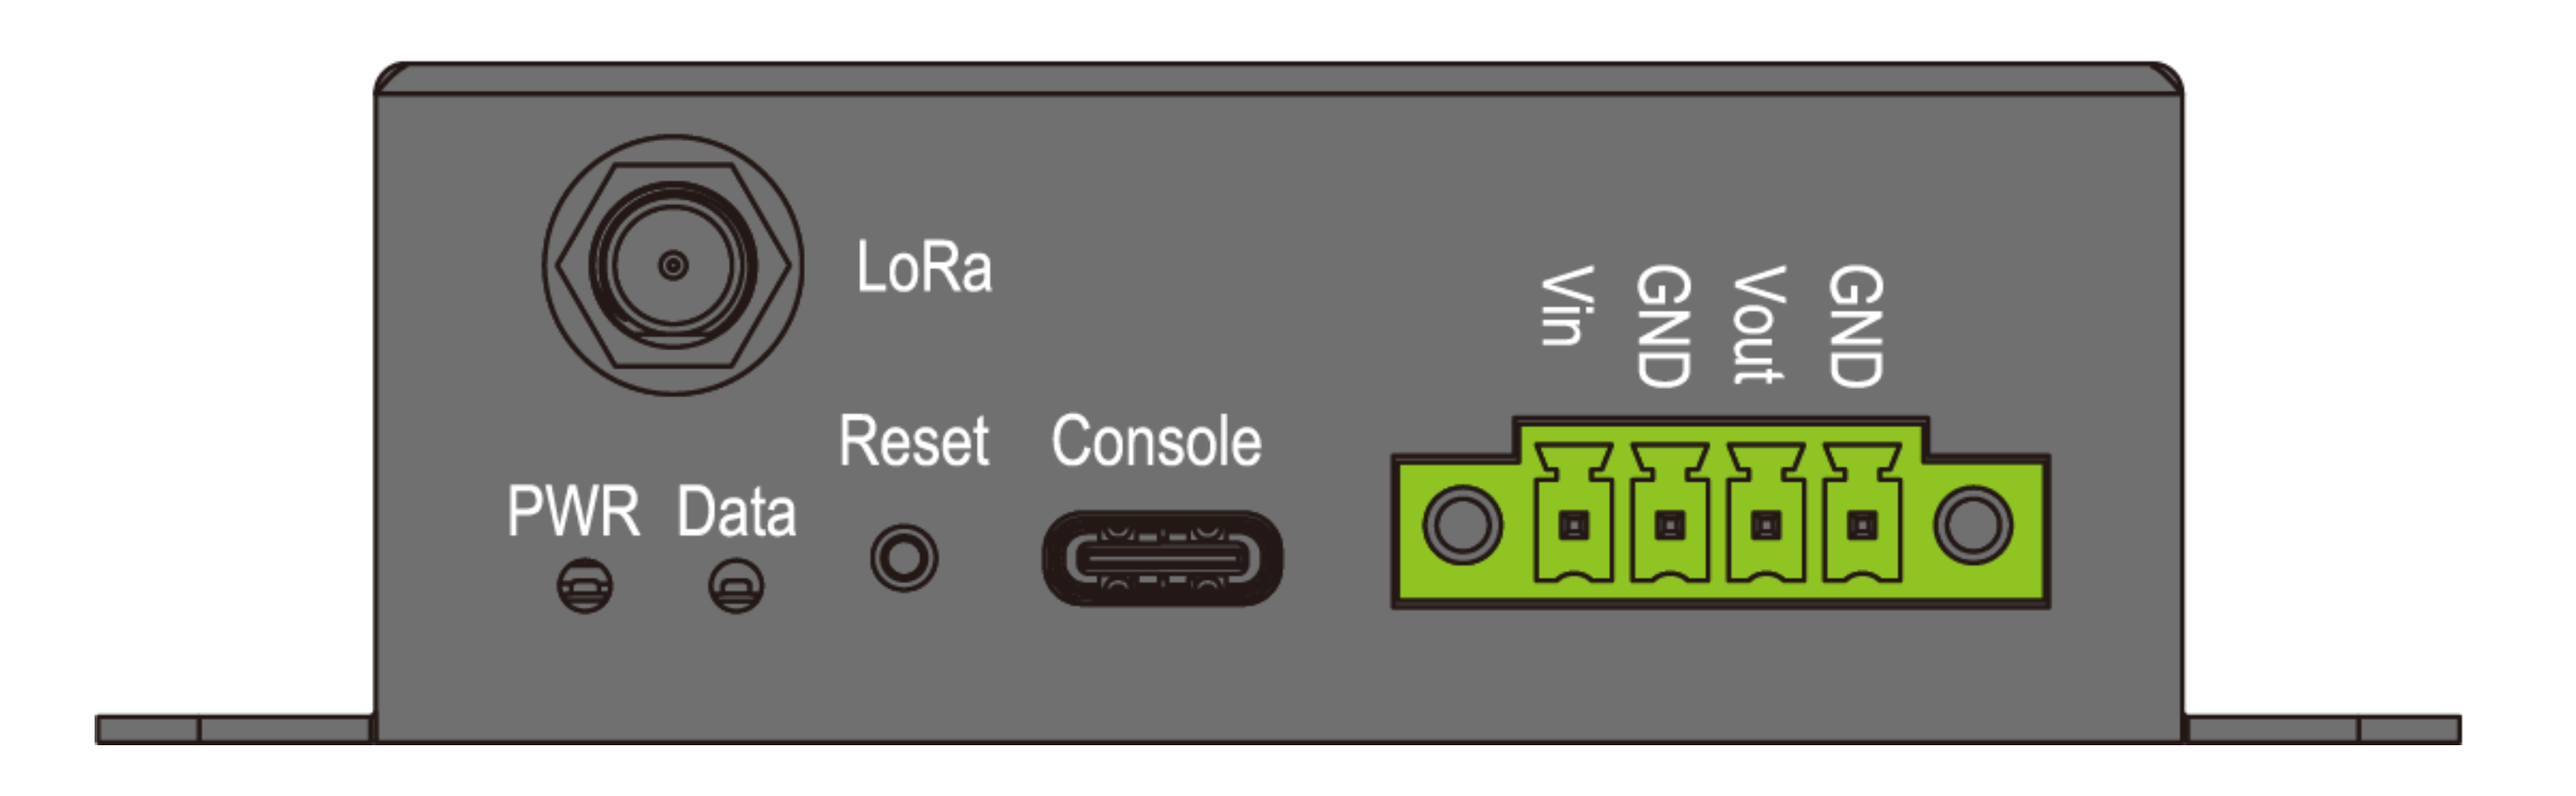 LoRa
Vin
GND
Vout
GND
Reset
Console
PWR
Data